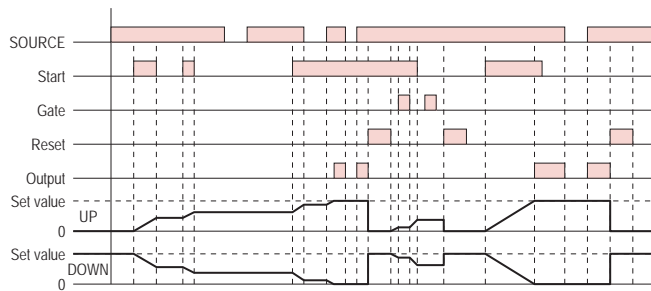 SOURCE
Start
Gate
Reset
Output
Set value
UP
0
Set value
DOWN
0